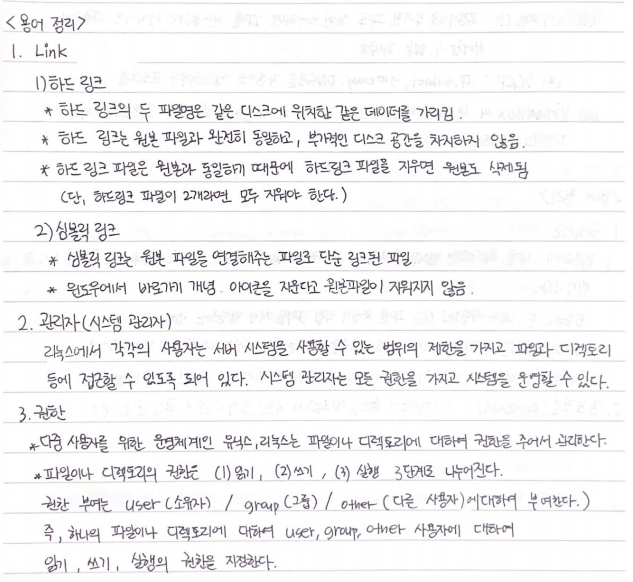 <용어 정리>
1. Link
1) 하드 링크
* 하드 링크의 두 파일명은 같은 디스크에 위치한 같은 데이터를 가리킴.
* 하드 링크는 원본 파일과 완전히 동일하고, 부가적인 디스크 공간을 차지하지 않음.
* 하드 링크 파일은 원본과 동일하기 때문에 하드링크 파일을 지우면 원본도 삭제됨
(단, 하드링크 파일이 2개라면 모두 지워야 한다.)
2) 심볼릭 링크
* 심볼릭 링크는 원본 파일을 연결해주는 파일로 단순 링크된 파일
* 윈도우에서 바로가기 개념. 아이콘을 지운다고 원본파일이 지워지지 않음.
2. 관리자(시스템 관리자)
리눅스에서 각각의 사용자는 서버 시스템을 사용할 수 있는 범위의 제한을 가지고 파일과 디렉토리
등에 접근할 수 있도록 되어 있다. 시스템 관리자는 모든 권한을 가지고 시스템을 운영할 수 있다.
3. 권한
* 다중 사용자를 위한 운영체계인 유닉스, 리눅스는 파일이나 디렉토리에 대하여 권한을 주어서 관리한다.
* 파일이나 디렉토리의 권한은 (1) 읽기, (2) 쓰기, (3) 실행 3단계로 나누어진다.
권한 부여는 user (소유자) / group (그룹) / other (다른 사용자)에 대하여 부여한다.)
즉, 하나의 파일이나 디렉토리에 대하여 user, group, other 사용자에 대하여
읽기, 쓰기, 실행의 권한을 지정한다.